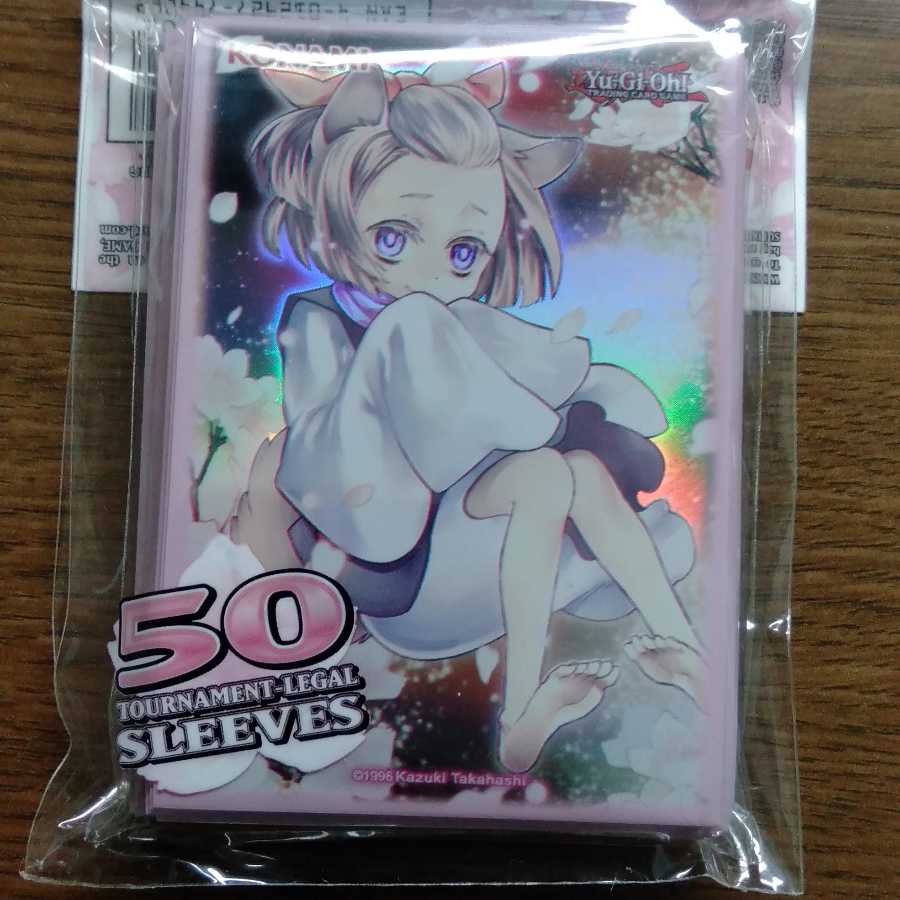 KONAMI
Yu-Gi-Oh!
TRADING CARD GAME
50
TOURNAMENT-LEGAL
SLEEVES
©1996 Kazuki Takahashi